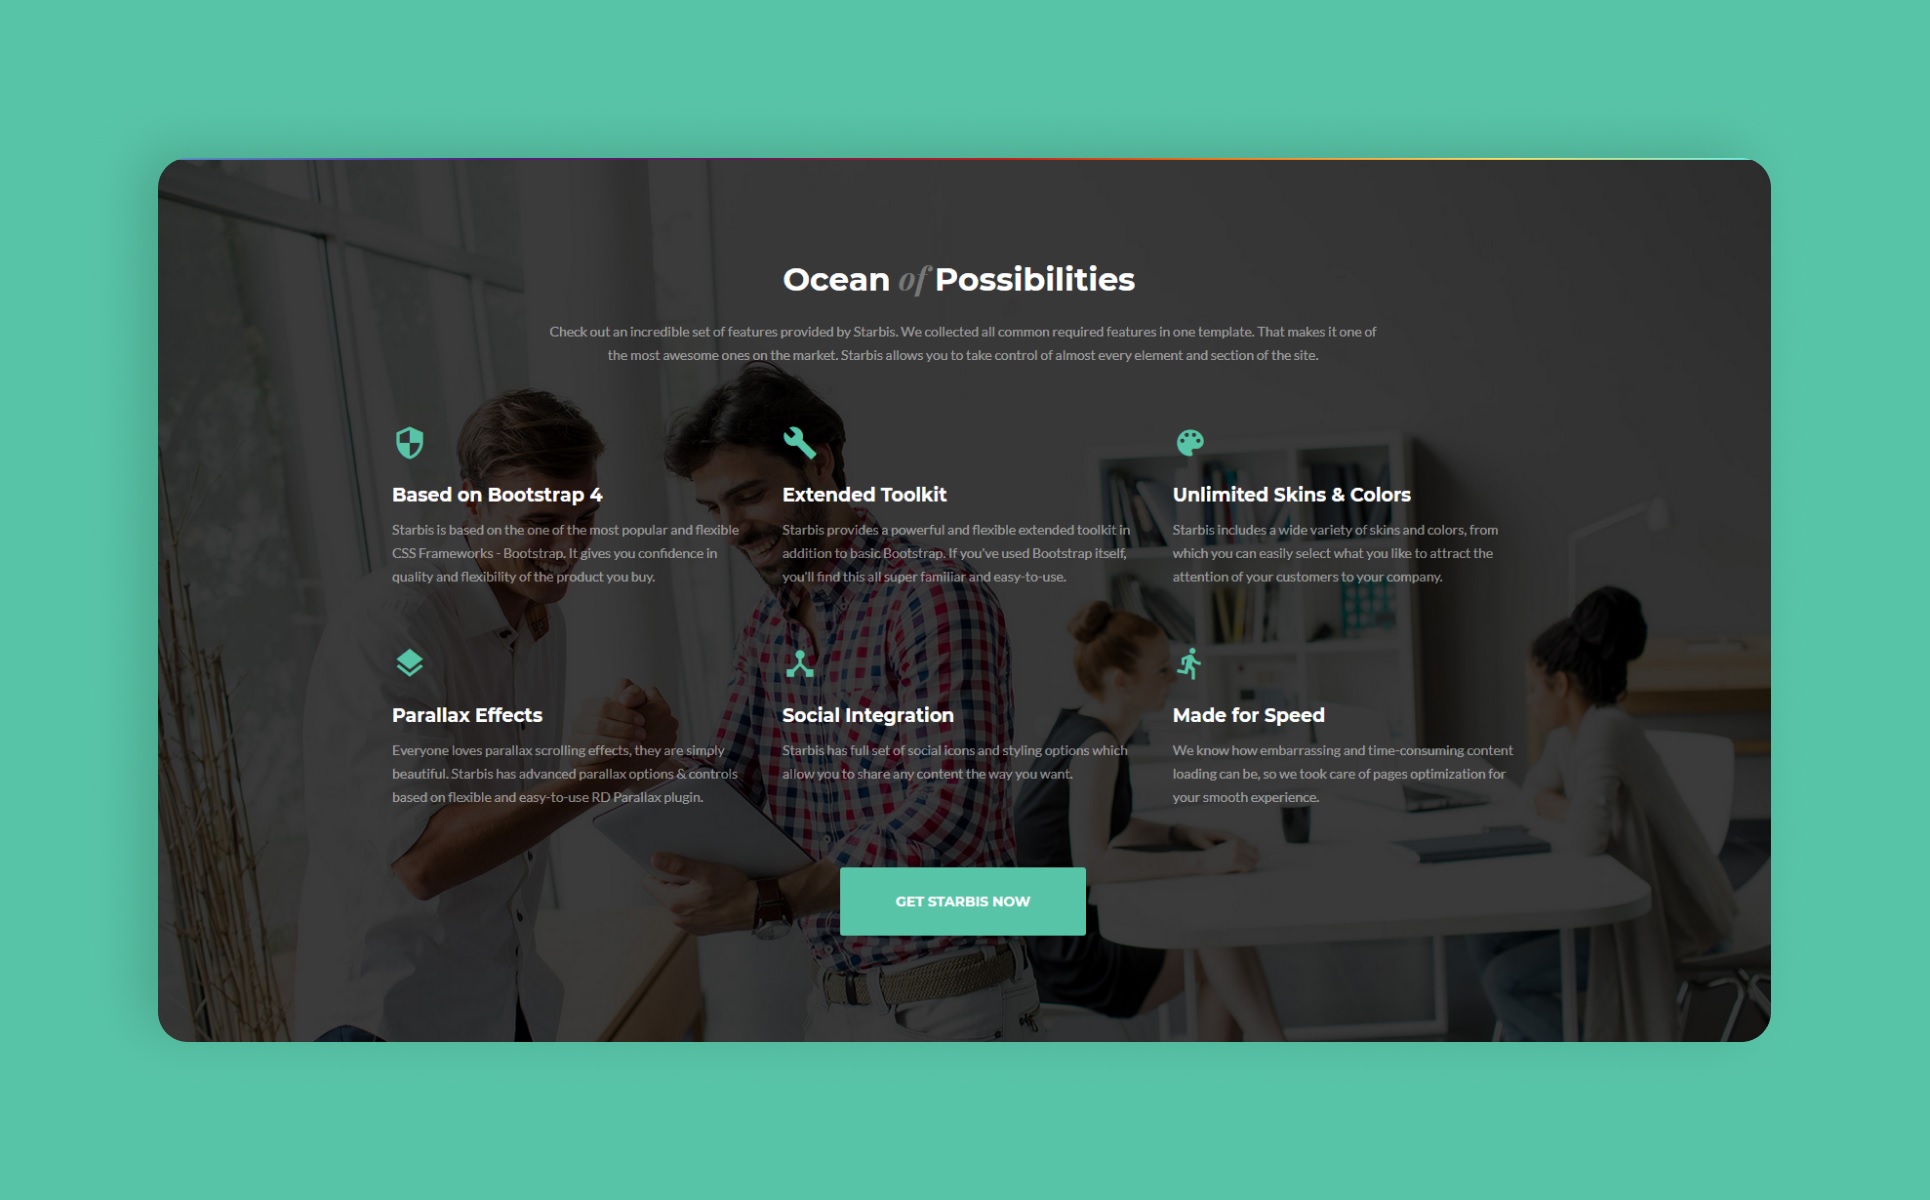 Ocean of Possibilities
Check out an incredible set of features provided by Starbis. We collected all common required features in one template. That makes it one of
the most awesome ones on the market. Starbis allows you to take control of almost every element and section of the site.
Based on Bootstrap 4
Starbis is based on the one of the most popular and flexible
CSS Frameworks - Bootstrap. It gives you confidence in
quality and flexibility of the product you buy.
Extended Toolkit
Starbis provides a powerful and flexible extended toolkit in
addition to basic Bootstrap. If you've used Bootstrap itself,
you'll find this all super familiar and easy-to-use.
Unlimited Skins & Colors
Starbis includes a wide variety of skins and colors, from
which you can easily select what you like to attract the
attention of your customers to your company.
Parallax Effects
Everyone loves parallax scrolling effects, they are simply
beautiful. Starbis has advanced parallax options & controls
based on flexible and easy-to-use RD Parallax plugin.
Social Integration
Starbis has full set of social icons and styling options which
allow you to share any content the way you want.
Made for Speed
We know how embarrassing and time-consuming content
loading can be, so we took care of pages optimization for
your smooth experience.
GET STARBIS NOW